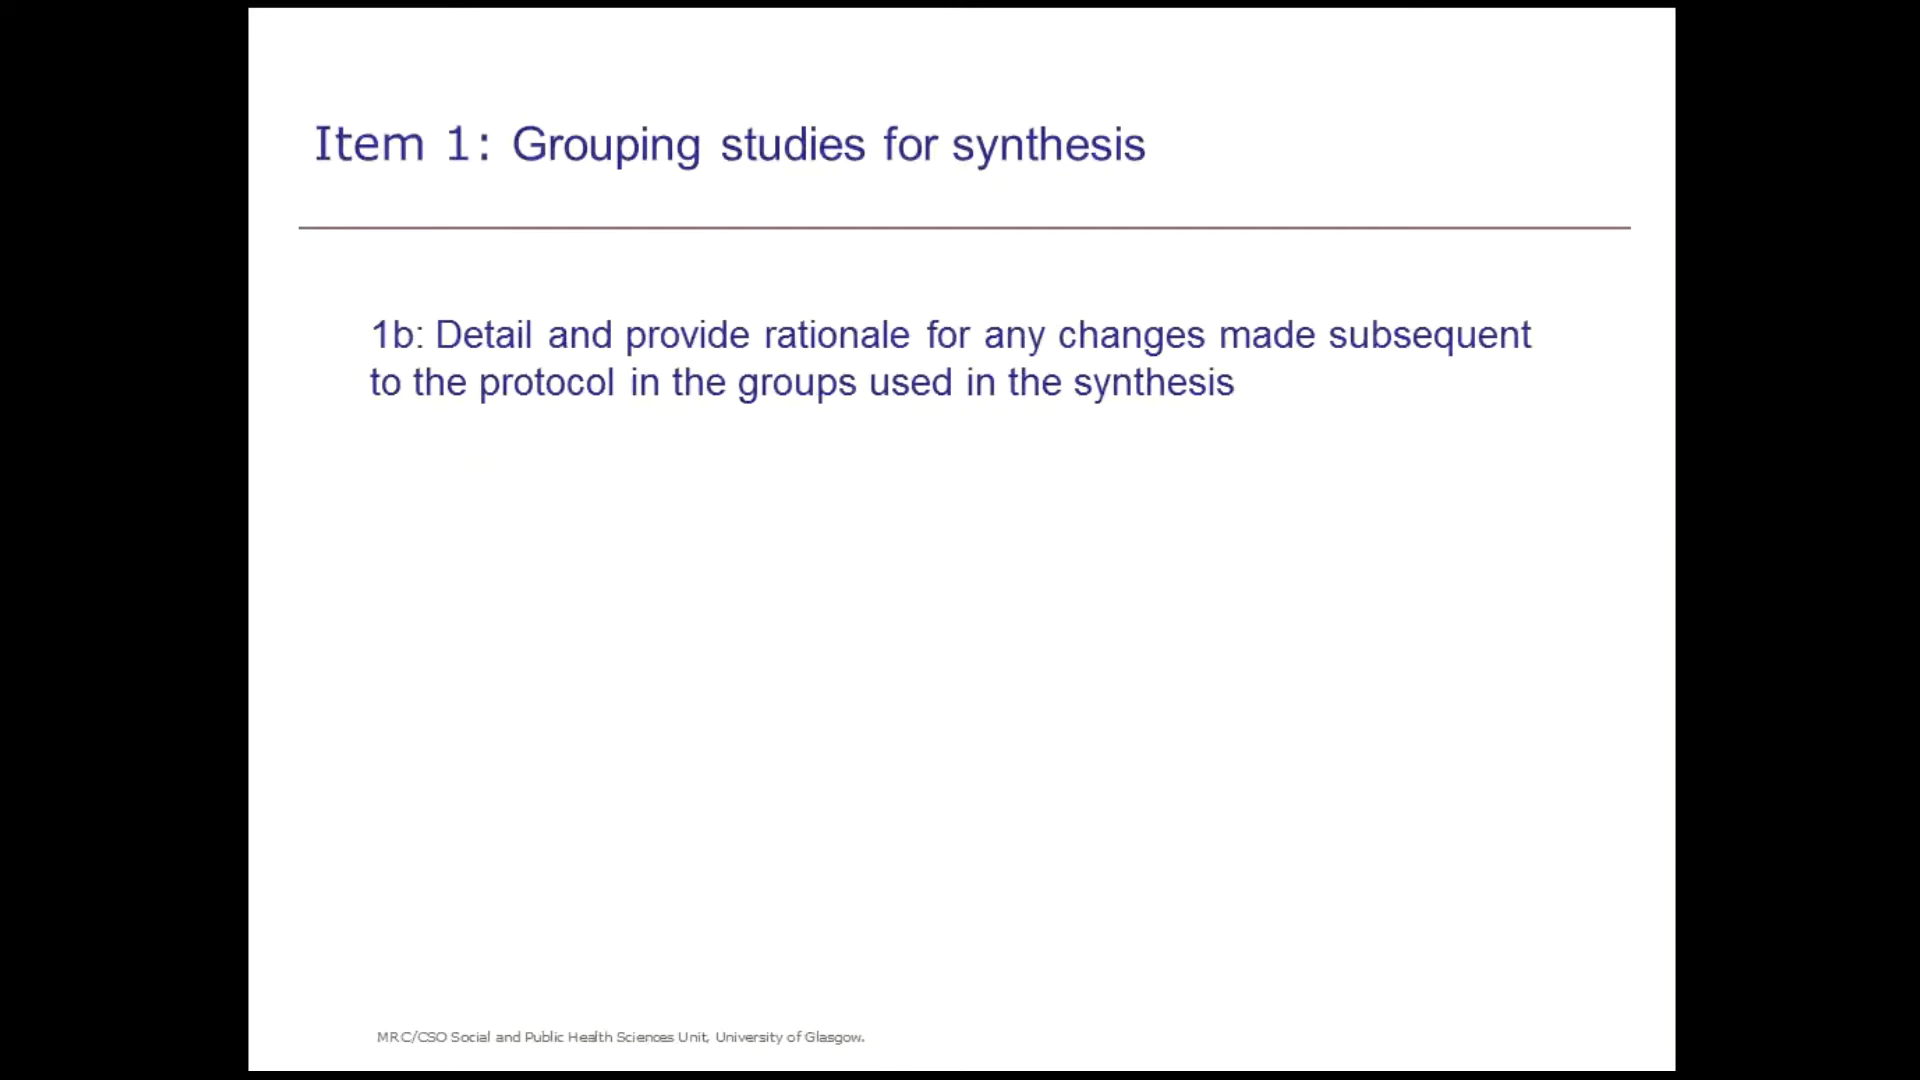 Item 1: Grouping studies for synthesis
1b: Detail and provide rationale for any changes made subsequent
to the protocol in the groups used in the synthesis
MRC/CSO Social and Public Health Sciences Unit, University of Glasgow.